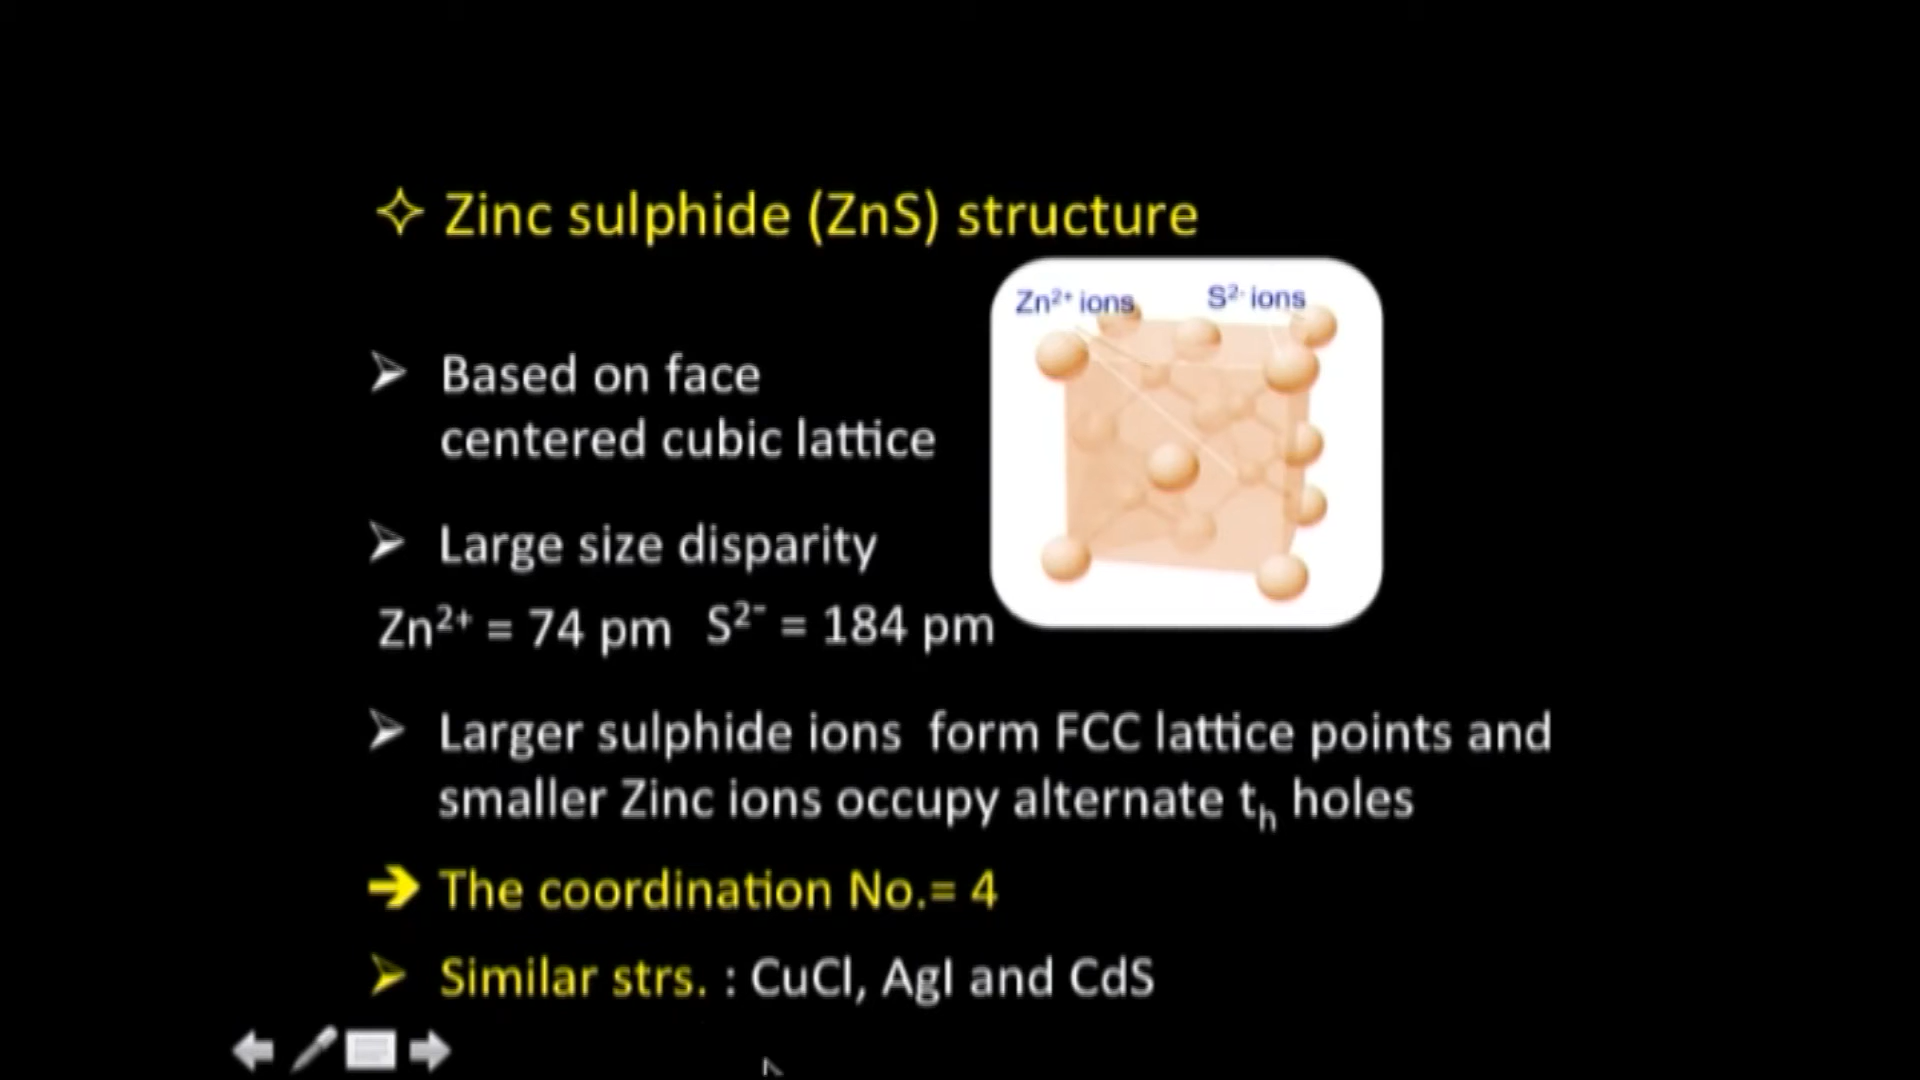 Zinc sulphide (ZnS) structure
Zn²⁺ ions S²⁻ ions
Based on face
centered cubic lattice
Large size disparity
Zn²⁺ = 74 pm S²⁻ = 184 pm
Larger sulphide ions form FCC lattice points and
smaller Zinc ions occupy alternate tₕ holes
The coordination No.= 4
Similar strs. : CuCl, AgI and CdS